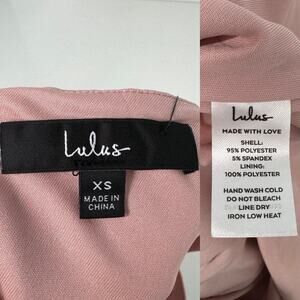 Lulus
XS
MADE IN
CHINA
Lulus
MADE WITH LOVE
SHELL:
95% POLYESTER
5% SPANDEX
LINING:
100% POLYESTER
HAND WASH COLD
DO NOT BLEACH
LINE DRY
IRON LOW HEAT